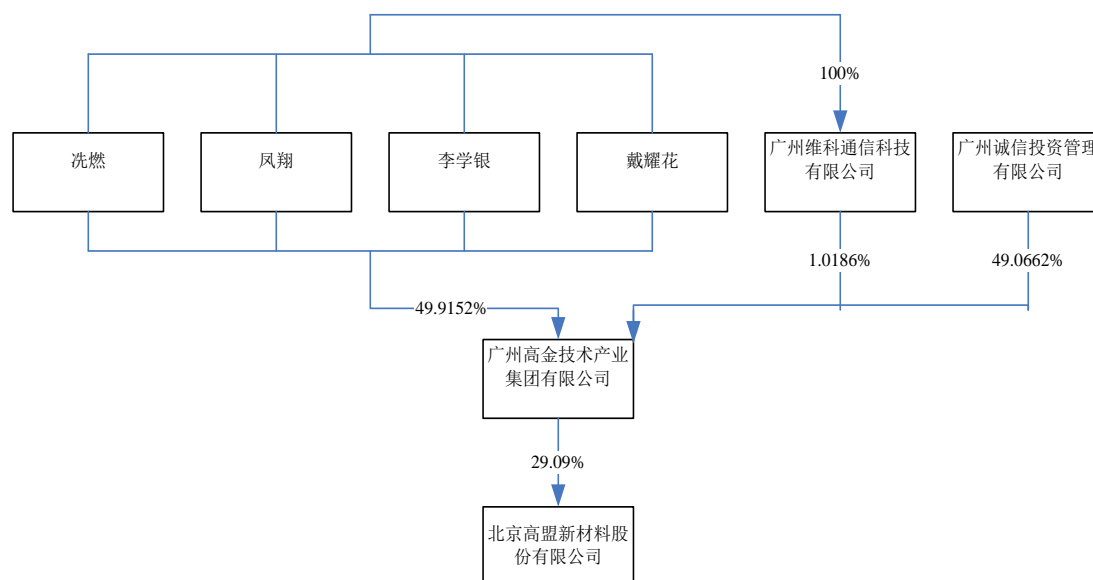 100%
冼燃
凤翔
李学银
戴耀花
广州维科通信科技
有限公司
广州诚信投资管理
有限公司
1.0186%
49.0662%
49.9152%
广州高金技术产业
集团有限公司
29.09%
北京高盟新材料股
份有限公司